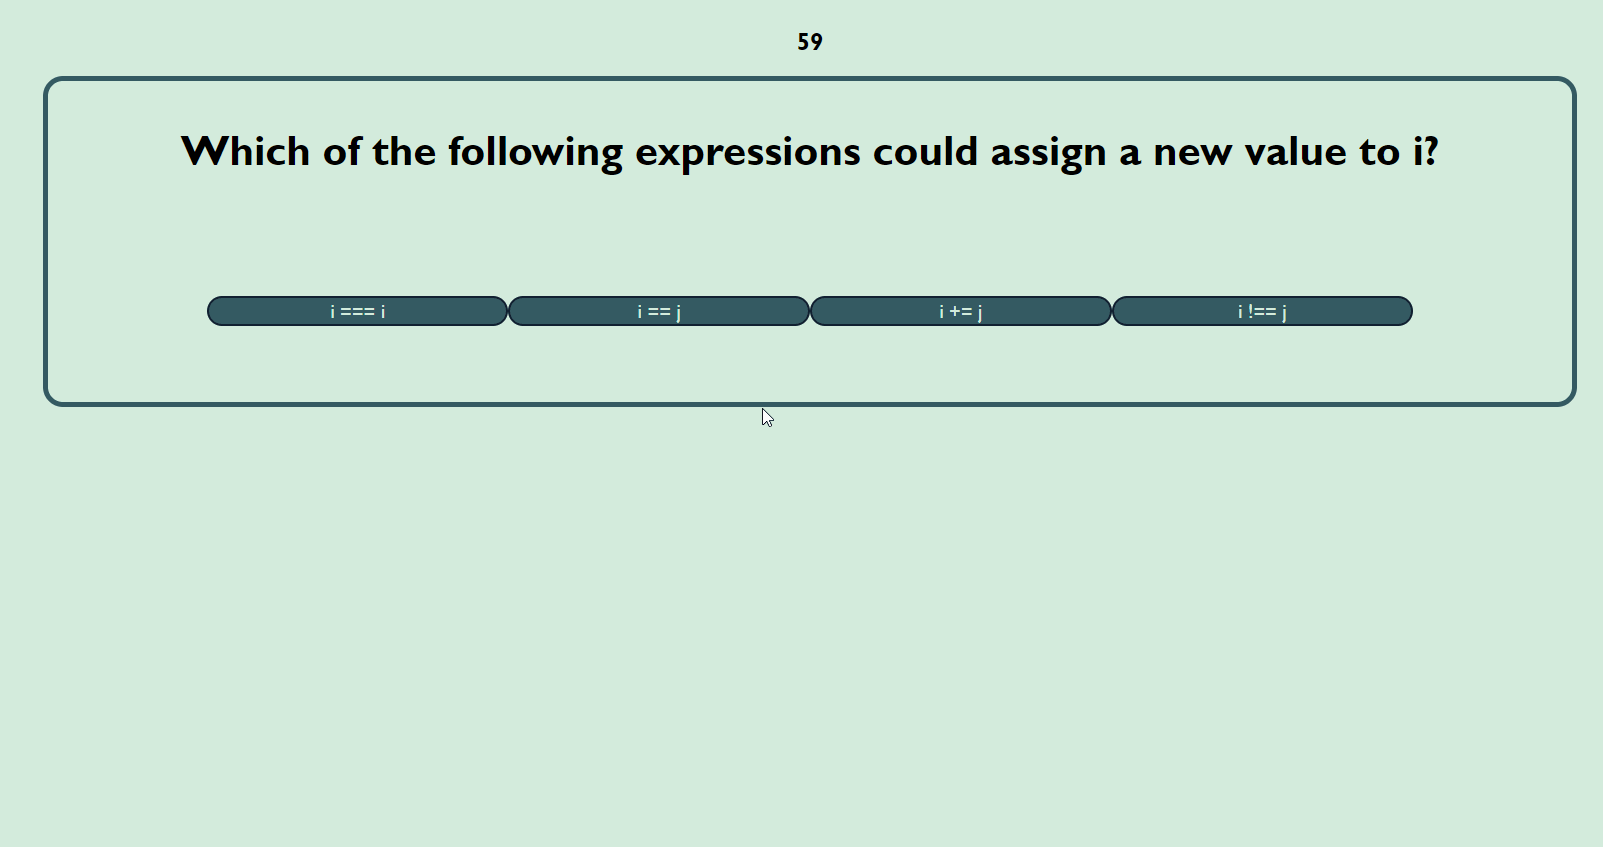 59
Which of the following expressions could assign a new value to i?
i === i
i == j
i += j
i !== j